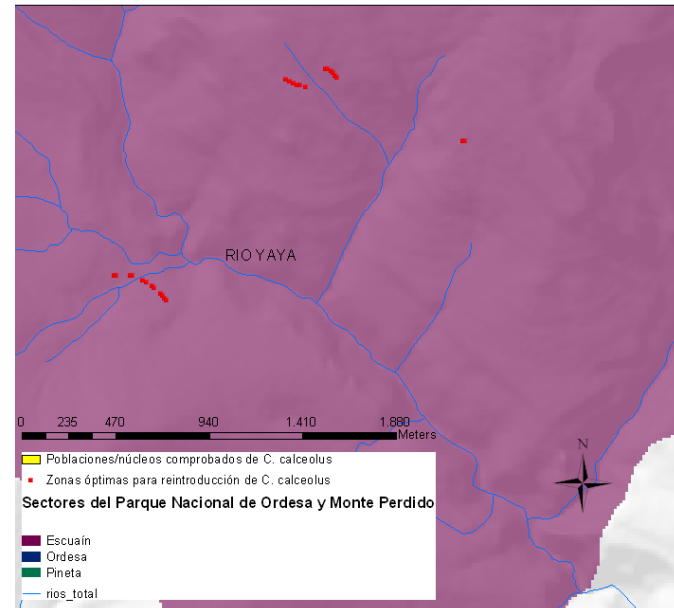 RIO YAYA
0 235 470 940 1.410 1.880
Meters
N
Poblaciones/núcleos comprobados de C. calceolus
Zonas óptimas para reintroducción de C. calceolus
Sectores del Parque Nacional de Ordesa y Monte Perdido
Escuaín
Ordesa
Pineta
rios_total